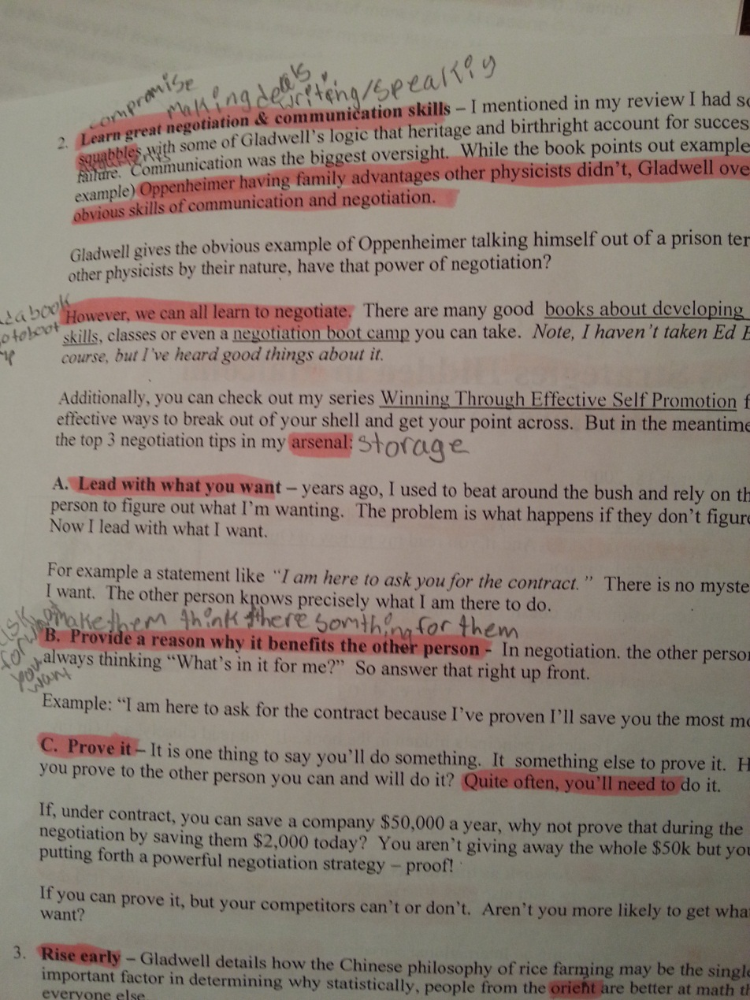 compromise
making deals
writing/speaking
2. Learn great negotiation & communication skills – I mentioned in my review I had
squabbles with some of Gladwell's logic that heritage and birthright account for
failure. Communication was the biggest oversight. While the book points out
example) Oppenheimer having family advantages other physicists didn't, Gladwell
obvious skills of communication and negotiation.
Gladwell gives the obvious example of Oppenheimer talking himself out of a prison
other physicists by their nature, have that power of negotiation?
a book
to boot
However, we can all learn to negotiate. There are many good books about developing
skills, classes or even a negotiation boot camp you can take. Note, I haven't taken Ed
course, but I've heard good things about it.
Additionally, you can check out my series Winning Through Effective Self Promotion
effective ways to break out of your shell and get your point across. But in the meantime
the top 3 negotiation tips in my arsenal: storage
A. Lead with what you want – years ago, I used to beat around the bush and rely on
person to figure out what I'm wanting. The problem is what happens if they don't
Now I lead with what I want.
For example a statement like "I am here to ask you for the contract." There is no
I want. The other person knows precisely what I am there to do.
make them think there somthing for them
for
you
want
B. Provide a reason why it benefits the other person - In negotiation. the other
always thinking "What's in it for me?" So answer that right up front.
Example: "I am here to ask for the contract because I've proven I'll save you the most
C. Prove it – It is one thing to say you'll do something. It something else to prove it.
you prove to the other person you can and will do it? Quite often, you'll need to do it.
If, under contract, you can save a company $50,000 a year, why not prove that during the
negotiation by saving them $2,000 today? You aren't giving away the whole $50k but
putting forth a powerful negotiation strategy – proof!
If you can prove it, but your competitors can't or don't. Aren't you more likely to get
want?
3. Rise early – Gladwell details how the Chinese philosophy of rice farming may be the
important factor in determining why statistically, people from the orient are better at math
everyone else